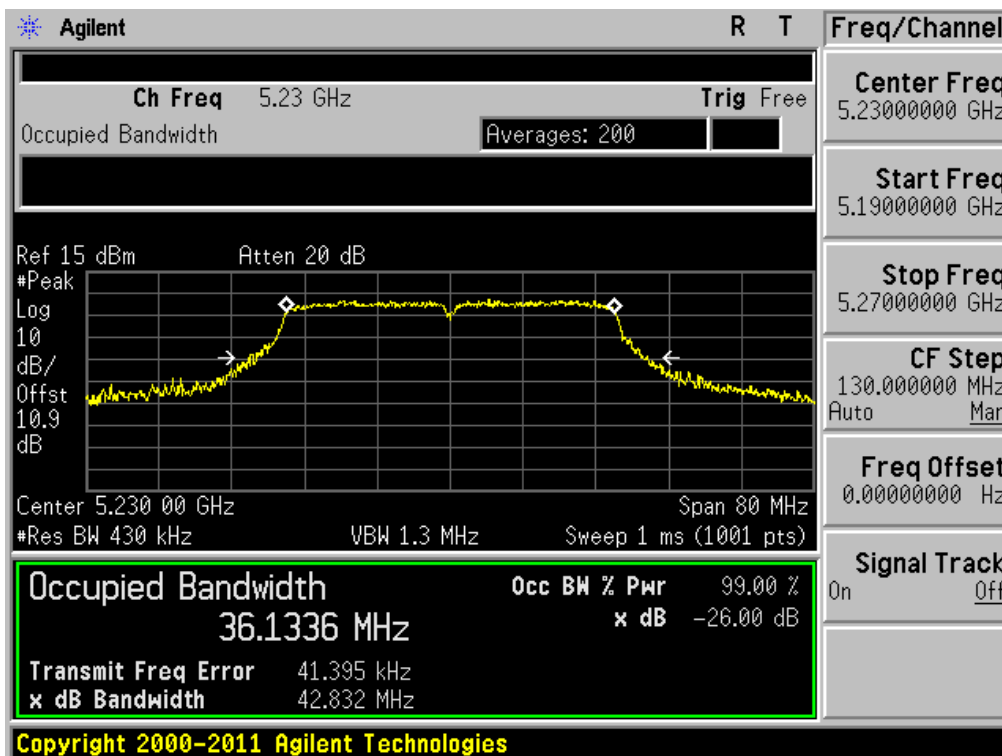 Agilent R T Freq/Channel
Ch Freq 5.23 GHz Trig Free
Occupied Bandwidth Averages: 200
Center Freq
5.23000000 GHz
Start Freq
5.19000000 GHz
Ref 15 dBm Atten 20 dB
#Peak
Log
10
dB/
Offst
10.9
dB
Stop Freq
5.27000000 GHz
CF Step
130.000000 MHz
Auto Man
Freq Offset
0.00000000 Hz
Center 5.230 00 GHz Span 80 MHz
#Res BW 430 kHz VBW 1.3 MHz Sweep 1 ms (1001 pts)
Signal Track
On Off
Occupied Bandwidth Occ BW % Pwr 99.00 %
36.1336 MHz x dB -26.00 dB
Transmit Freq Error 41.395 kHz
x dB Bandwidth 42.832 MHz
Copyright 2000-2011 Agilent Technologies